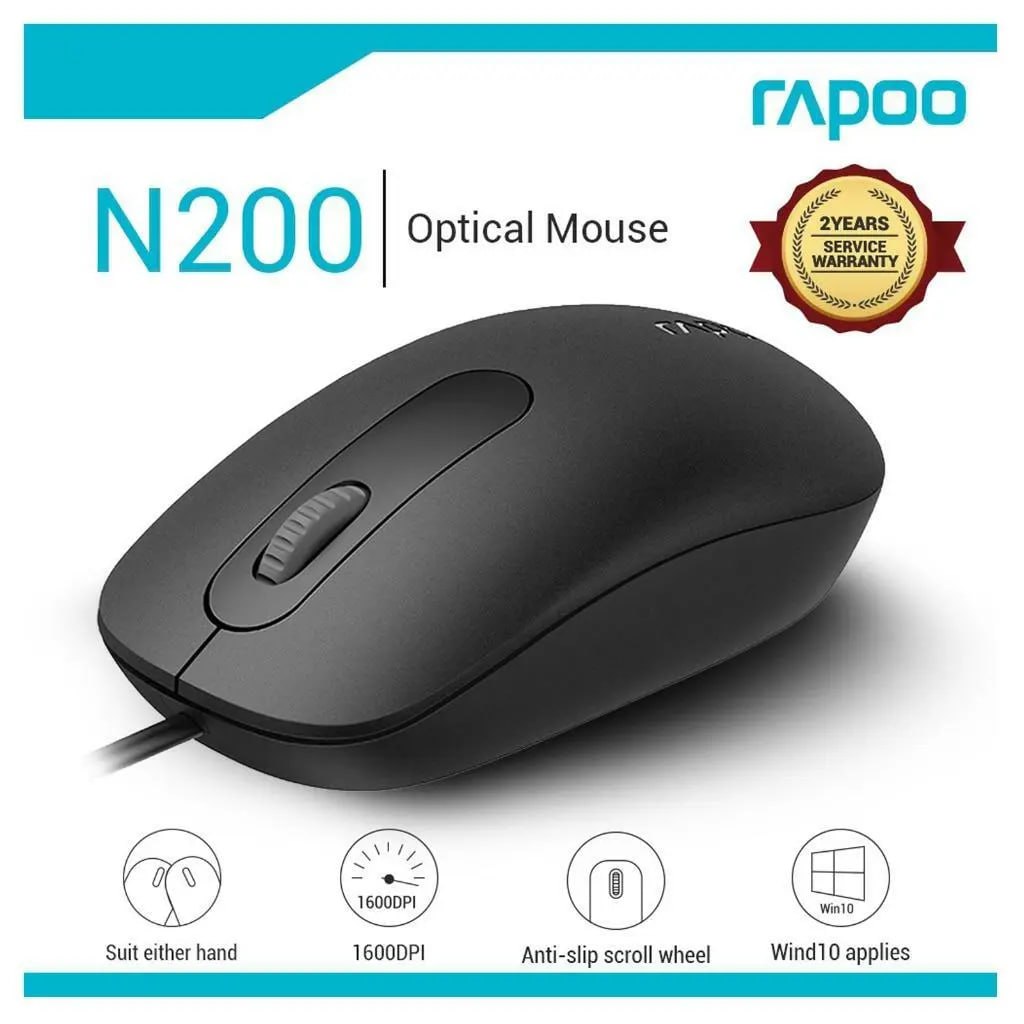 rapoo
N200
Optical Mouse
2YEARS
SERVICE
WARRANTY
rapoo
1600DPI
Win10
Suit either hand
1600DPI
Anti-slip scroll wheel
Wind10 applies